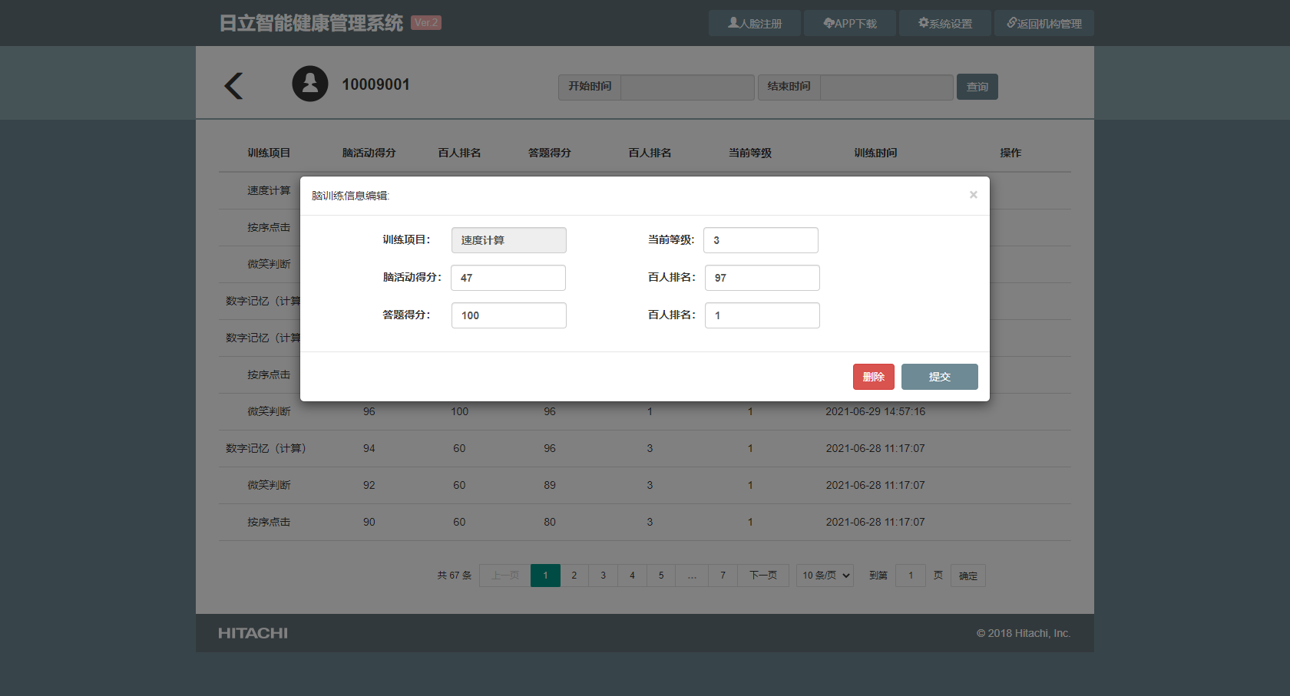 日立智能健康管理系统 Ver.2 人脸注册 APP下载 系统设置 返回机构管理
10009001 开始时间 结束时间 查询
训练项目 脑活动得分 百人排名 答题得分 百人排名 当前等级 训练时间 操作
速度计算
按序点击
微笑判断
数字记忆（计算
数字记忆（计算
按序点击
脑训练信息编辑: ×
训练项目： 速度计算 当前等级: 3
脑活动得分： 47 百人排名： 97
答题得分： 100 百人排名： 1
删除 提交
微笑判断 96 100 96 1 1 2021-06-29 14:57:16
数字记忆（计算） 94 60 96 3 1 2021-06-28 11:17:07
微笑判断 92 60 89 3 1 2021-06-28 11:17:07
按序点击 90 60 80 3 1 2021-06-28 11:17:07
共 67 条 上一页 1 2 3 4 5 ... 7 下一页 10 条/页 到第 1 页 确定
HITACHI © 2018 Hitachi, Inc.